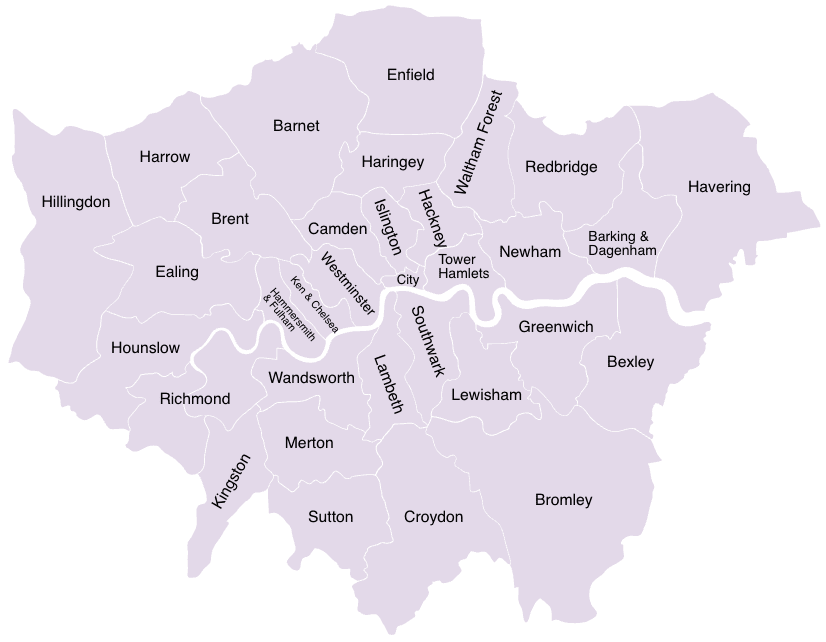 Enfield
Barnet
Haringey
Waltham Forest
Harrow
Redbridge
Havering
Hillingdon
Brent
Camden
Islington
Hackney
Barking &
Dagenham
Newham
Tower
Hamlets
Ealing
City
Westminster
Ken & Chelsea
Hammersmith
& Fulham
Greenwich
Southwark
Hounslow
Bexley
Wandsworth
Lambeth
Lewisham
Richmond
Merton
Kingston
Bromley
Sutton
Croydon